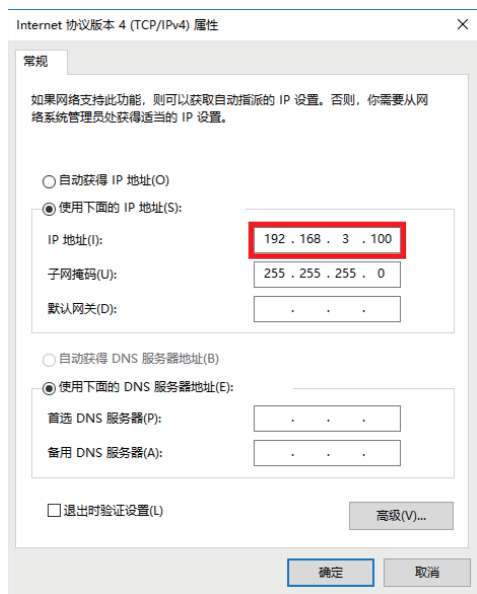 Internet 协议版本 4 (TCP/IPv4) 属性
常规
如果网络支持此功能，则可以获取自动指派的 IP 设置。否则，你需要从网
络系统管理员处获得适当的 IP 设置。
自动获得 IP 地址(O)
使用下面的 IP 地址(S):
IP 地址(I): 192 . 168 . 3 . 100
子网掩码(U): 255 . 255 . 255 . 0
默认网关(D): . . .
自动获得 DNS 服务器地址(B)
使用下面的 DNS 服务器地址(E):
首选 DNS 服务器(P): . . .
备用 DNS 服务器(A): . . .
退出时验证设置(L)
高级(V)...
确定 取消